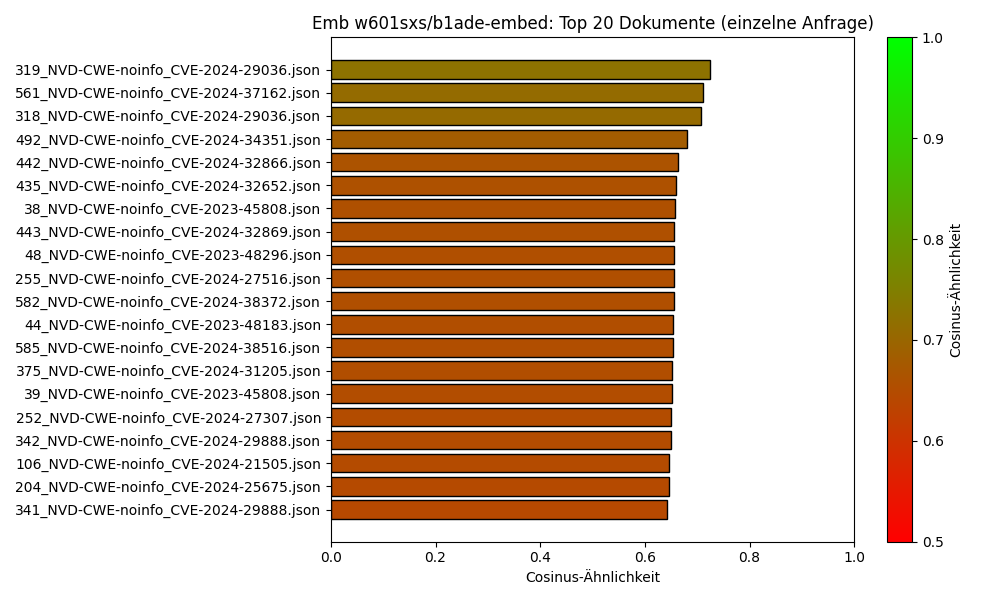 Emb w601sxs/b1ade-embed: Top 20 Dokumente (einzelne Anfrage)
319_NVD-CWE-noinfo_CVE-2024-29036.json
561_NVD-CWE-noinfo_CVE-2024-37162.json
318_NVD-CWE-noinfo_CVE-2024-29036.json
492_NVD-CWE-noinfo_CVE-2024-34351.json
442_NVD-CWE-noinfo_CVE-2024-32866.json
435_NVD-CWE-noinfo_CVE-2024-32652.json
38_NVD-CWE-noinfo_CVE-2023-45808.json
443_NVD-CWE-noinfo_CVE-2024-32869.json
48_NVD-CWE-noinfo_CVE-2023-48296.json
255_NVD-CWE-noinfo_CVE-2024-27516.json
582_NVD-CWE-noinfo_CVE-2024-38372.json
44_NVD-CWE-noinfo_CVE-2023-48183.json
585_NVD-CWE-noinfo_CVE-2024-38516.json
375_NVD-CWE-noinfo_CVE-2024-31205.json
39_NVD-CWE-noinfo_CVE-2023-45808.json
252_NVD-CWE-noinfo_CVE-2024-27307.json
342_NVD-CWE-noinfo_CVE-2024-29888.json
106_NVD-CWE-noinfo_CVE-2024-21505.json
204_NVD-CWE-noinfo_CVE-2024-25675.json
341_NVD-CWE-noinfo_CVE-2024-29888.json
0.0 0.2 0.4 0.6 0.8 1.0
Cosinus-Ähnlichkeit
1.0
0.9
0.8
0.7
0.6
0.5
Cosinus-Ähnlichkeit